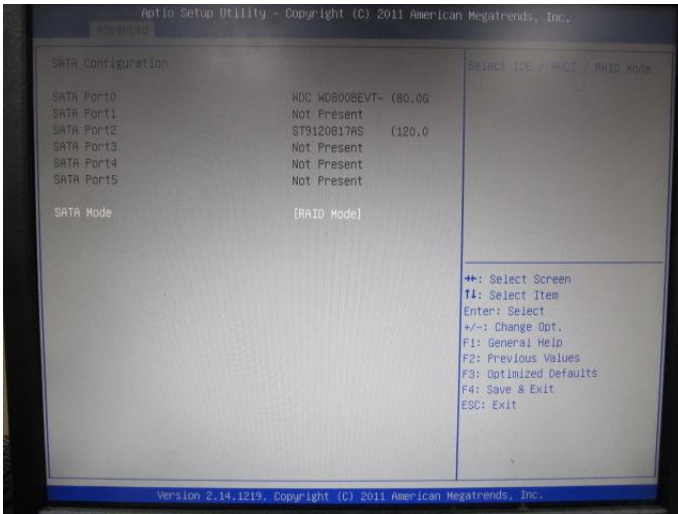 Aptio Setup Utility - Copyright (C) 2011 American Megatrends, Inc.
Advanced
SATA Configuration
SATA Port0 WDC WD800BEVT- (80.0G
SATA Port1 Not Present
SATA Port2 ST9120817AS (120.0
SATA Port3 Not Present
SATA Port4 Not Present
SATA Port5 Not Present
SATA Mode [RAID Mode]
Select IDE / AHCI / RAID Mode
→←: Select Screen
↑↓: Select Item
Enter: Select
+/-: Change Opt.
F1: General Help
F2: Previous Values
F3: Optimized Defaults
F4: Save & Exit
ESC: Exit
Version 2.14.1219. Copyright (C) 2011 American Megatrends, Inc.